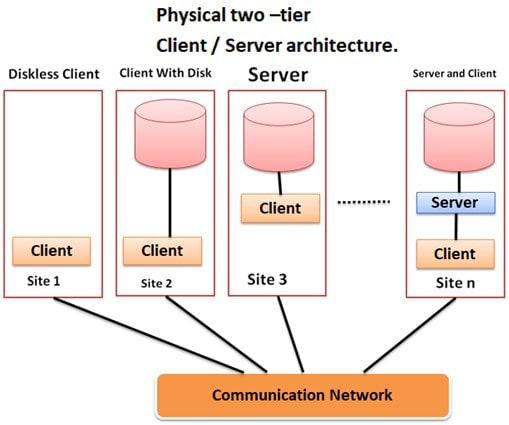 Physical two –tier
Client / Server architecture.
Diskless Client
Client With Disk
Server
Server and Client
Client
Site 1
Client
Site 2
Client
Site 3
Server
Client
Site n
Communication Network